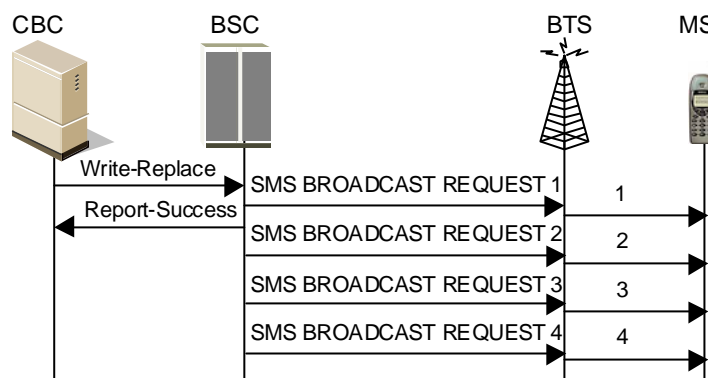 CBC
BSC
BTS
MS
Write-Replace
SMS BROADCAST REQUEST 1
1
Report-Success
SMS BROADCAST REQUEST 2
2
SMS BROADCAST REQUEST 3
3
SMS BROADCAST REQUEST 4
4